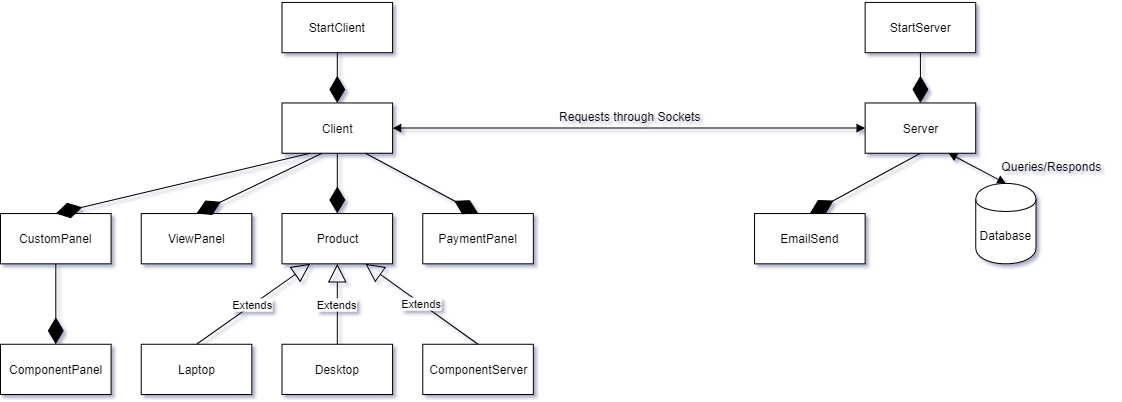 StartClient
StartServer
Client
Requests through Sockets
Server
Queries/Responds
CustomPanel
ViewPanel
Product
PaymentPanel
EmailSend
Database
Extends
Extends
Extends
ComponentPanel
Laptop
Desktop
ComponentServer